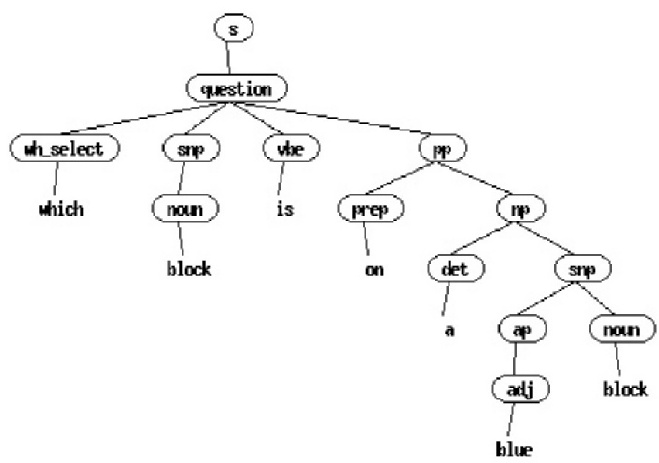 s
question
wh_select snp vbe pp
which noun is prep np
block on det snp
a ap noun
adj block
blue